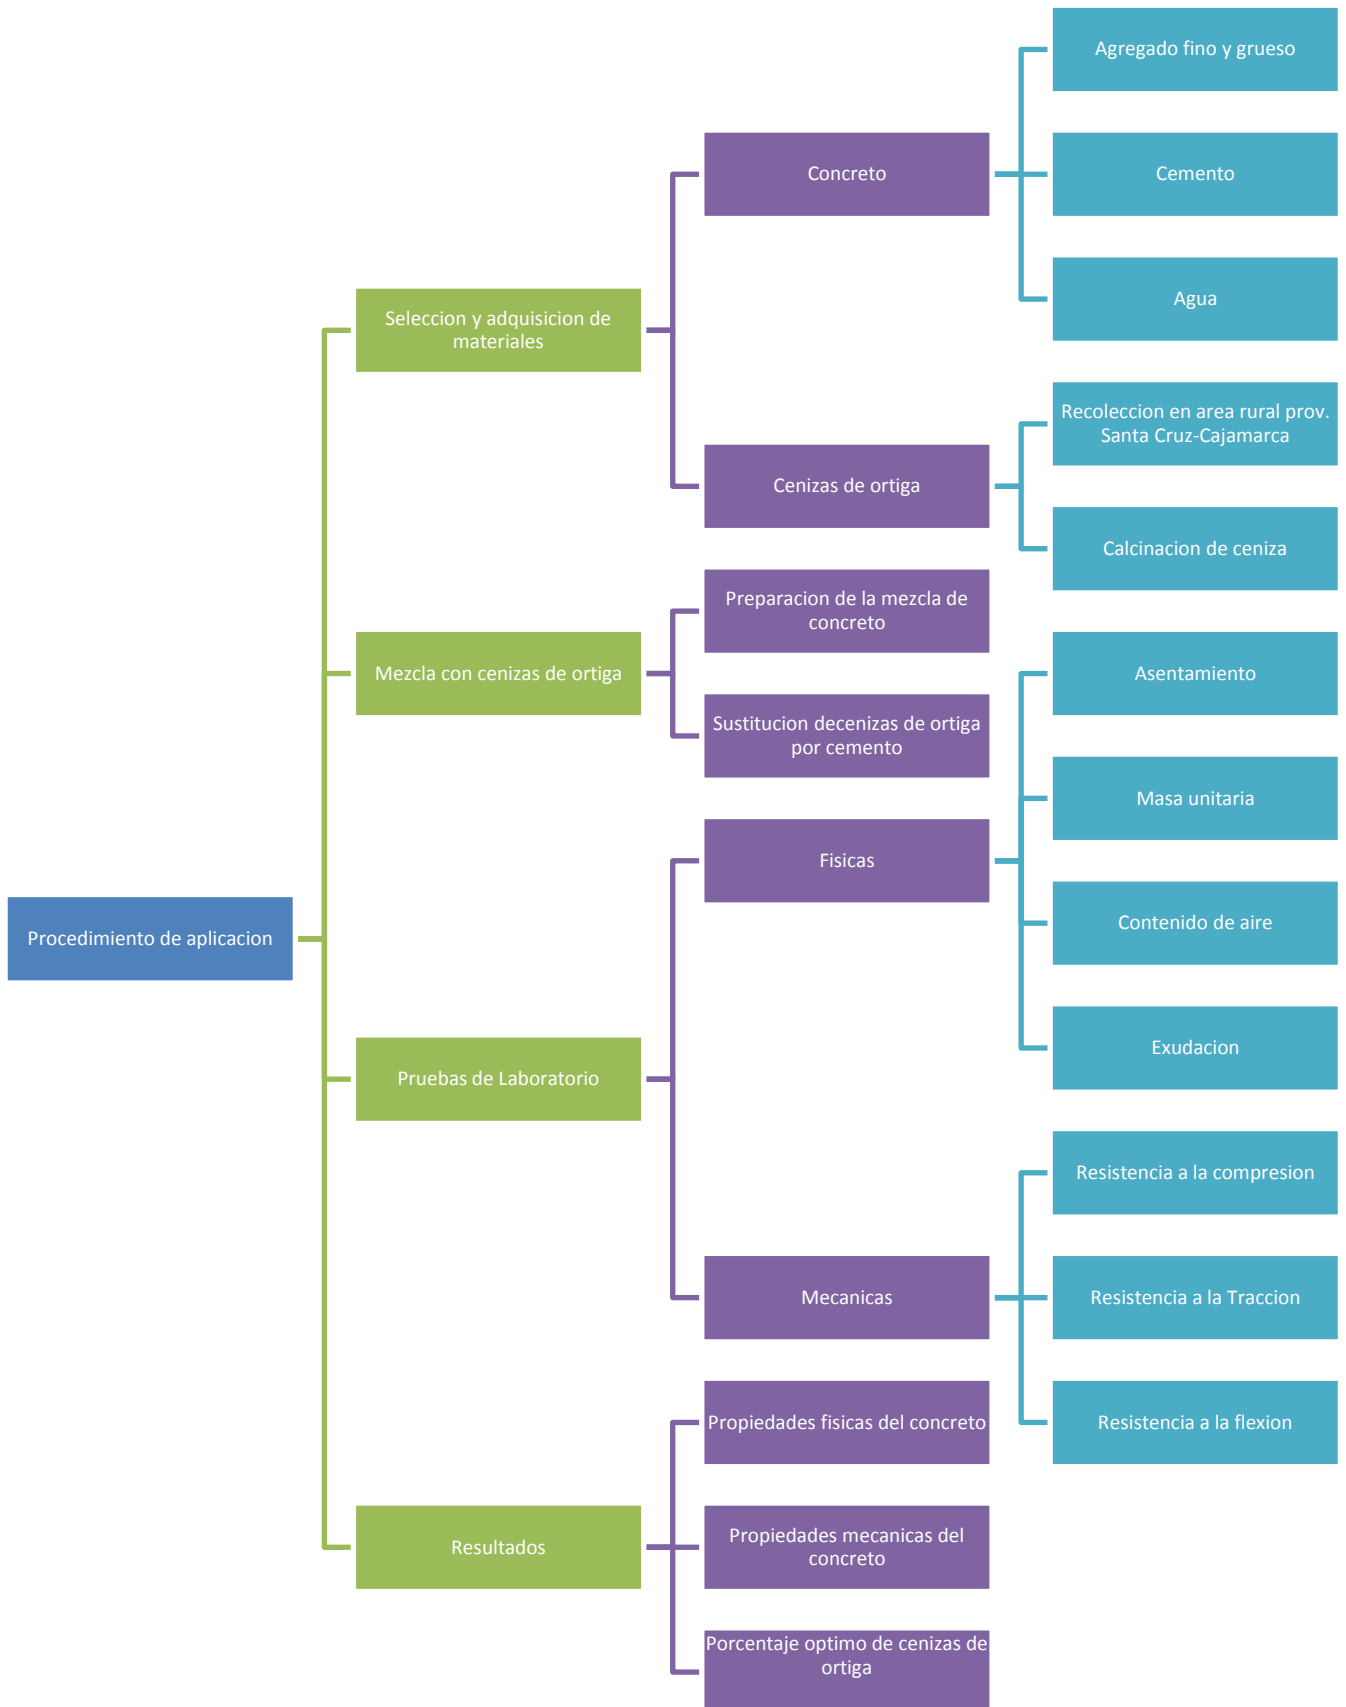 Procedimiento de aplicacion
Seleccion y adquisicion de
materiales
Concreto
Agregado fino y grueso
Cemento
Agua
Cenizas de ortiga
Recoleccion en area rural prov.
Santa Cruz-Cajamarca
Calcinacion de ceniza
Mezcla con cenizas de ortiga
Preparacion de la mezcla de
concreto
Sustitucion decenizas de ortiga
por cemento
Pruebas de Laboratorio
Fisicas
Asentamiento
Masa unitaria
Contenido de aire
Exudacion
Mecanicas
Resistencia a la compresion
Resistencia a la Traccion
Resistencia a la flexion
Resultados
Propiedades fisicas del concreto
Propiedades mecanicas del
concreto
Porcentaje optimo de cenizas de
ortiga